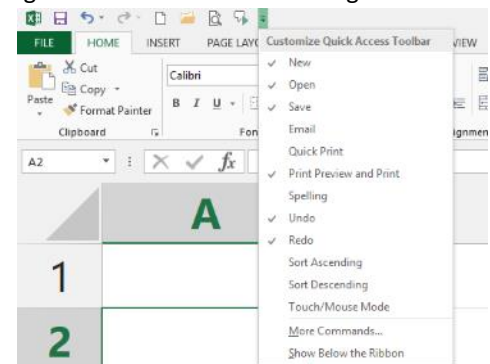 FILE HOME INSERT PAGE LAY VIEW
Customize Quick Access Toolbar
New
Open
Save
Email
Quick Print
Print Preview and Print
Spelling
Undo
Redo
Sort Ascending
Sort Descending
Touch/Mouse Mode
More Commands...
Show Below the Ribbon
Cut
Copy
Format Painter
Paste
Clipboard
Calibri
B I U
Fon
ignmen
A2
fx
A
1
2